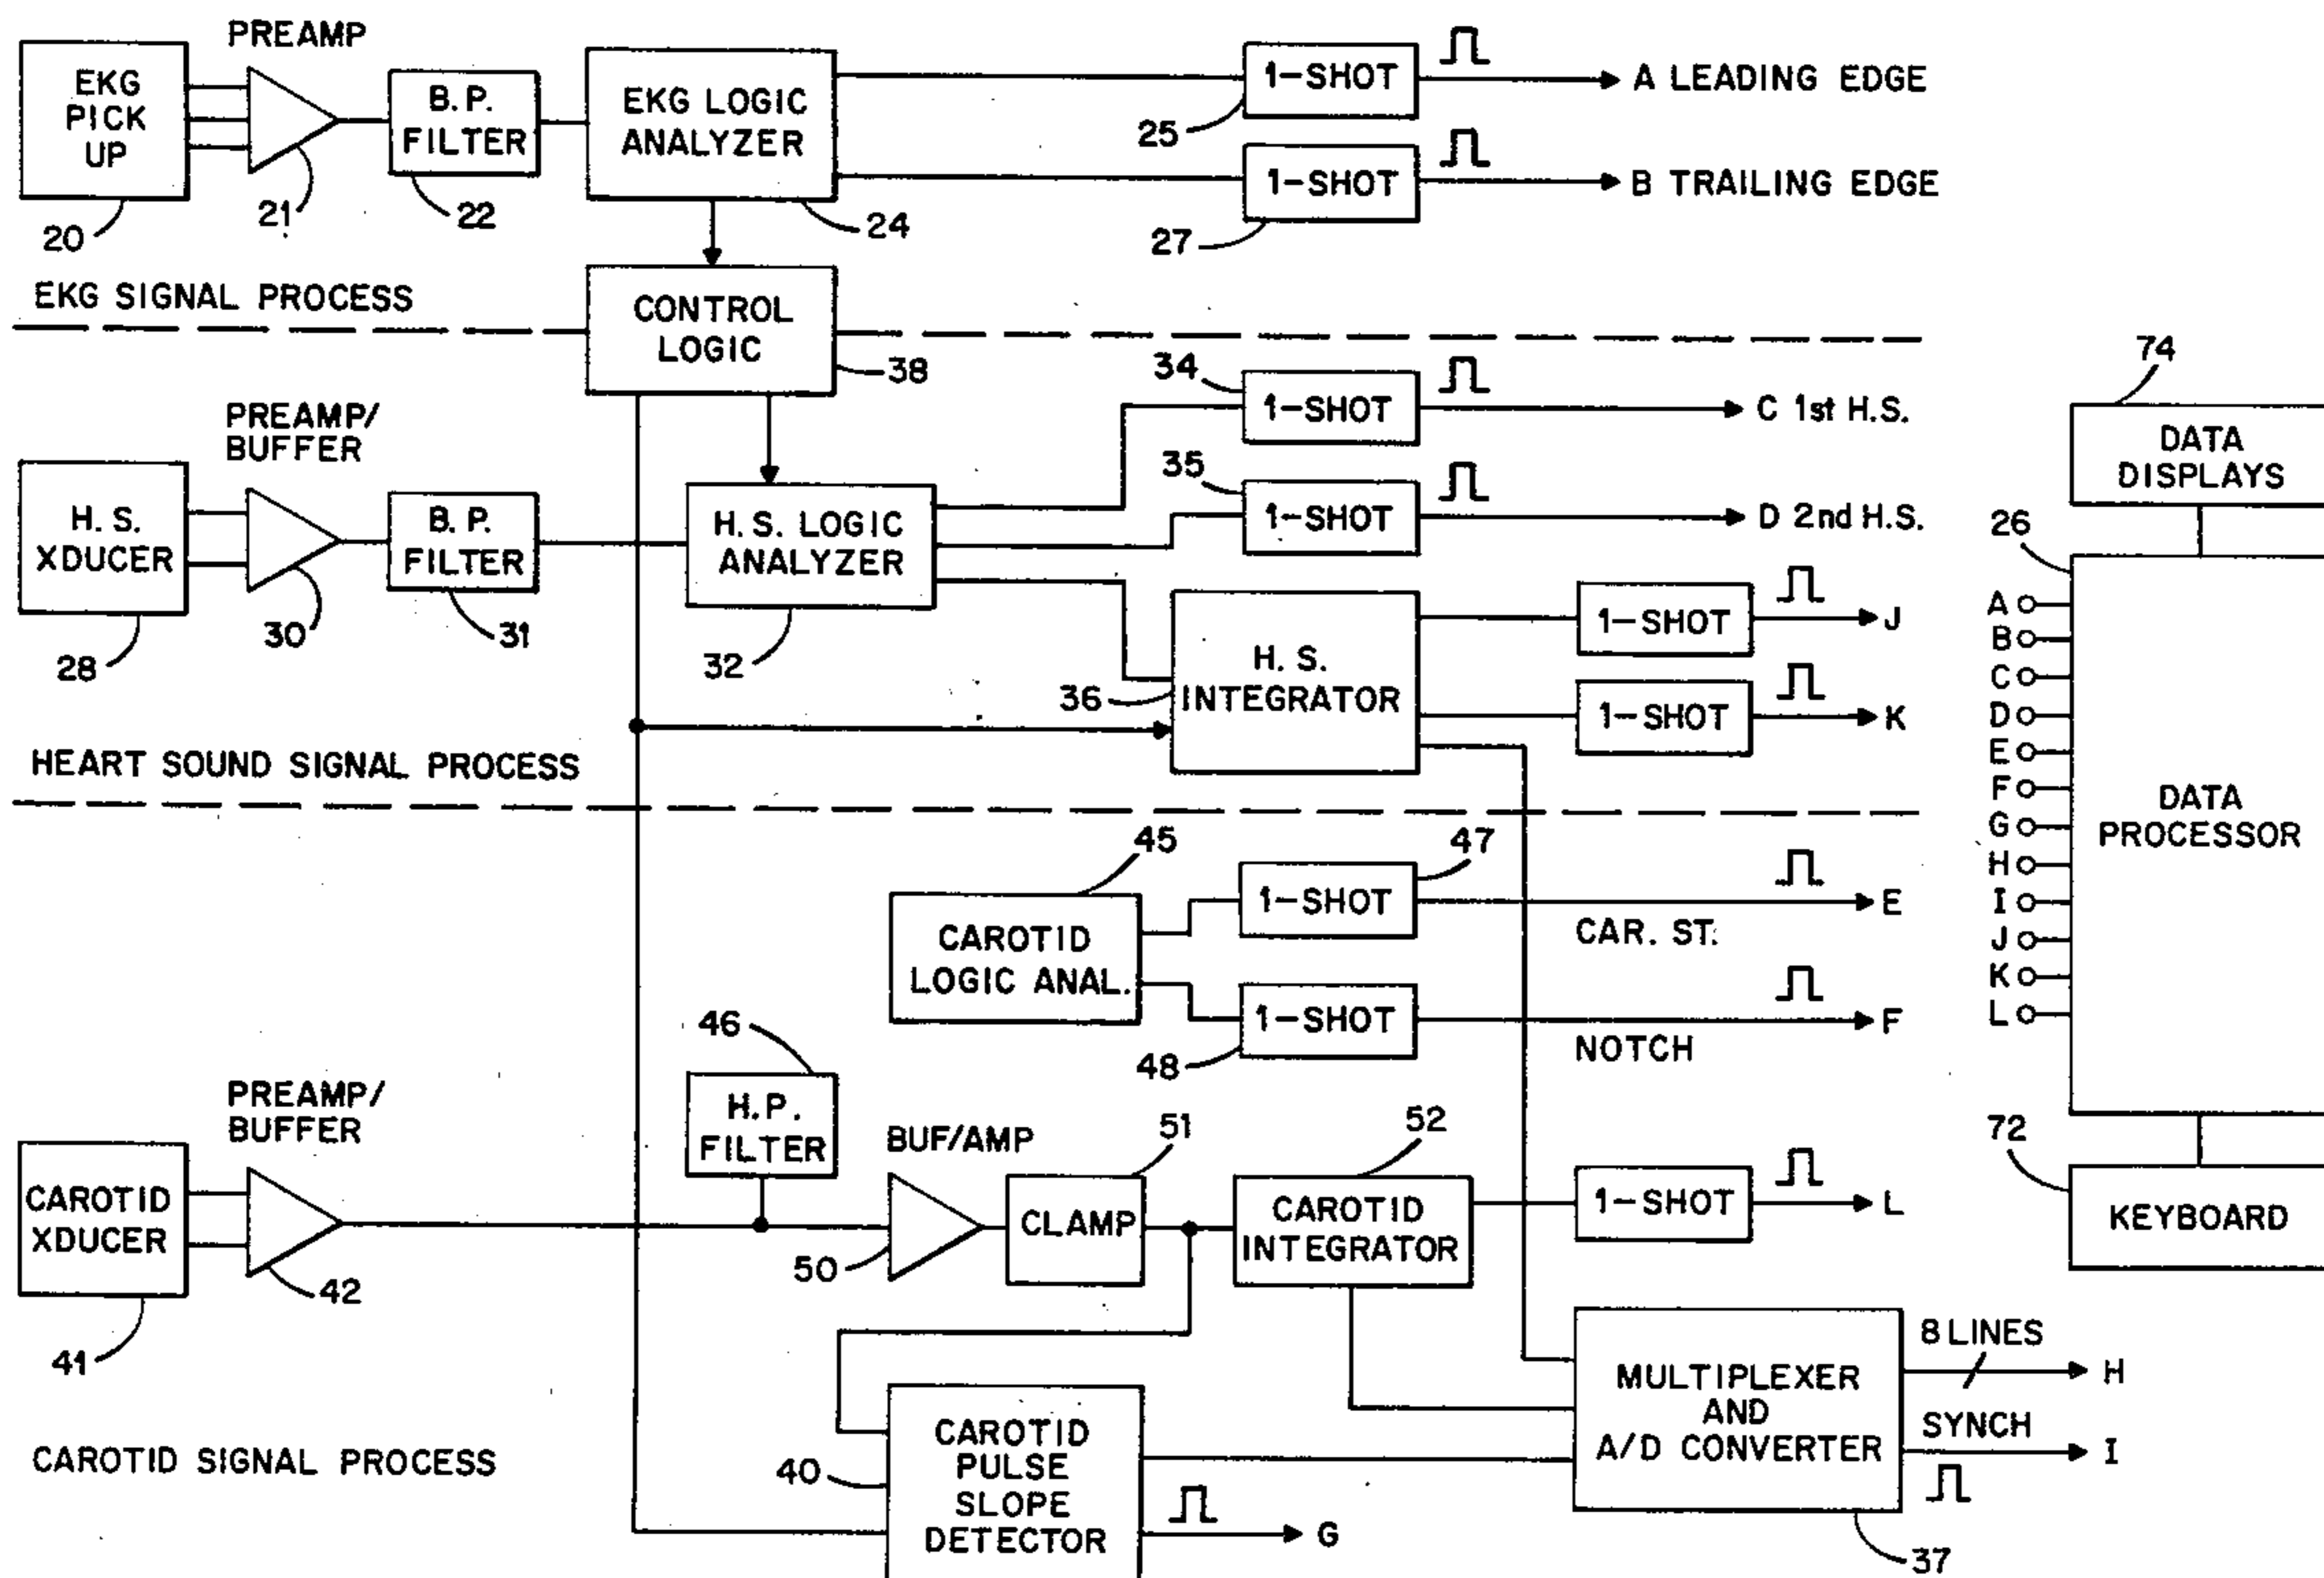 PREAMP
EKG
PICK
UP
B. P.
FILTER
EKG LOGIC
ANALYZER
1-SHOT
A LEADING EDGE
25
1-SHOT
B TRAILING EDGE
20
21
22
24
27
EKG SIGNAL PROCESS
CONTROL
LOGIC
38
PREAMP/
BUFFER
H. S.
XDUCER
B. P.
FILTER
H. S. LOGIC
ANALYZER
34
1-SHOT
C 1st H.S.
35
1-SHOT
D 2nd H.S.
28
30
31
32
36
H. S.
INTEGRATOR
1-SHOT
J
1-SHOT
K
HEART SOUND SIGNAL PROCESS
45
CAROTID
LOGIC ANAL.
47
1-SHOT
E
CAR. ST.
1-SHOT
F
48
NOTCH
46
H.P.
FILTER
PREAMP/
BUFFER
CAROTID
XDUCER
41
42
BUF/AMP
50
51
CLAMP
52
CAROTID
INTEGRATOR
1-SHOT
L
CAROTID SIGNAL PROCESS
40
CAROTID
PULSE
SLOPE
DETECTOR
G
MULTIPLEXER
AND
A/D CONVERTER
8 LINES
H
SYNCH
I
37
74
DATA
DISPLAYS
26
A
B
C
D
E
F
G
H
I
J
K
L
DATA
PROCESSOR
72
KEYBOARD